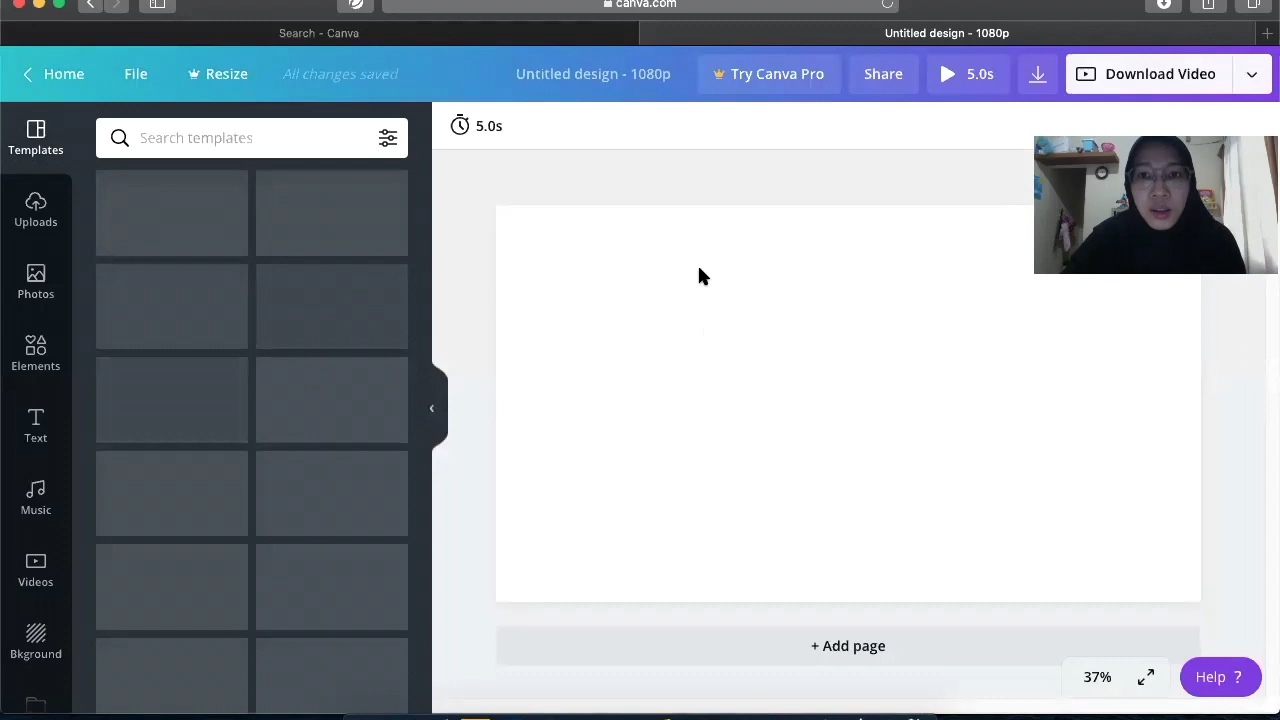 canva.com
Search - Canva
Untitled design - 1080p
Home
File
Resize
All changes saved
Untitled design - 1080p
Try Canva Pro
Share
5.0s
Download Video
Templates
Search templates
5.0s
Uploads
Photos
Elements
Text
Music
Videos
Bkground
+ Add page
37%
Help ?